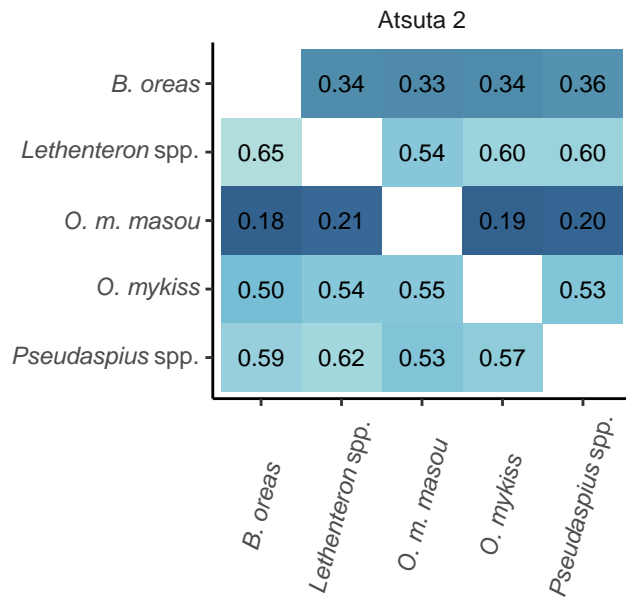 Atsuta 2
B. oreas
0.34 0.33 0.34 0.36
Lethenteron spp.
0.65 0.54 0.60 0.60
O. m. masou
0.18 0.21 0.19 0.20
O. mykiss
0.50 0.54 0.55 0.53
Pseudaspius spp.
0.59 0.62 0.53 0.57
B. oreas
Lethenteron spp.
O. m. masou
O. mykiss
Pseudaspius spp.